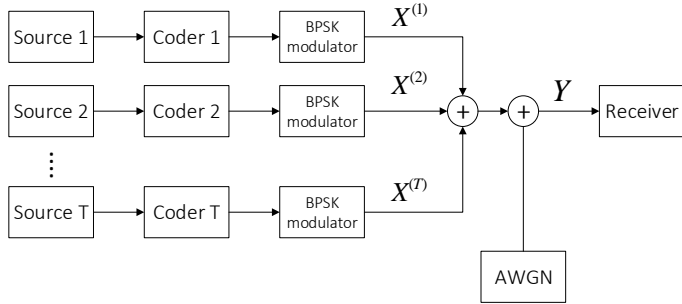 Source 1
Coder 1
BPSK
modulator
X^(1)
Source 2
Coder 2
BPSK
modulator
X^(2)
+
+
Y
Receiver
Source T
Coder T
BPSK
modulator
X^(T)
AWGN